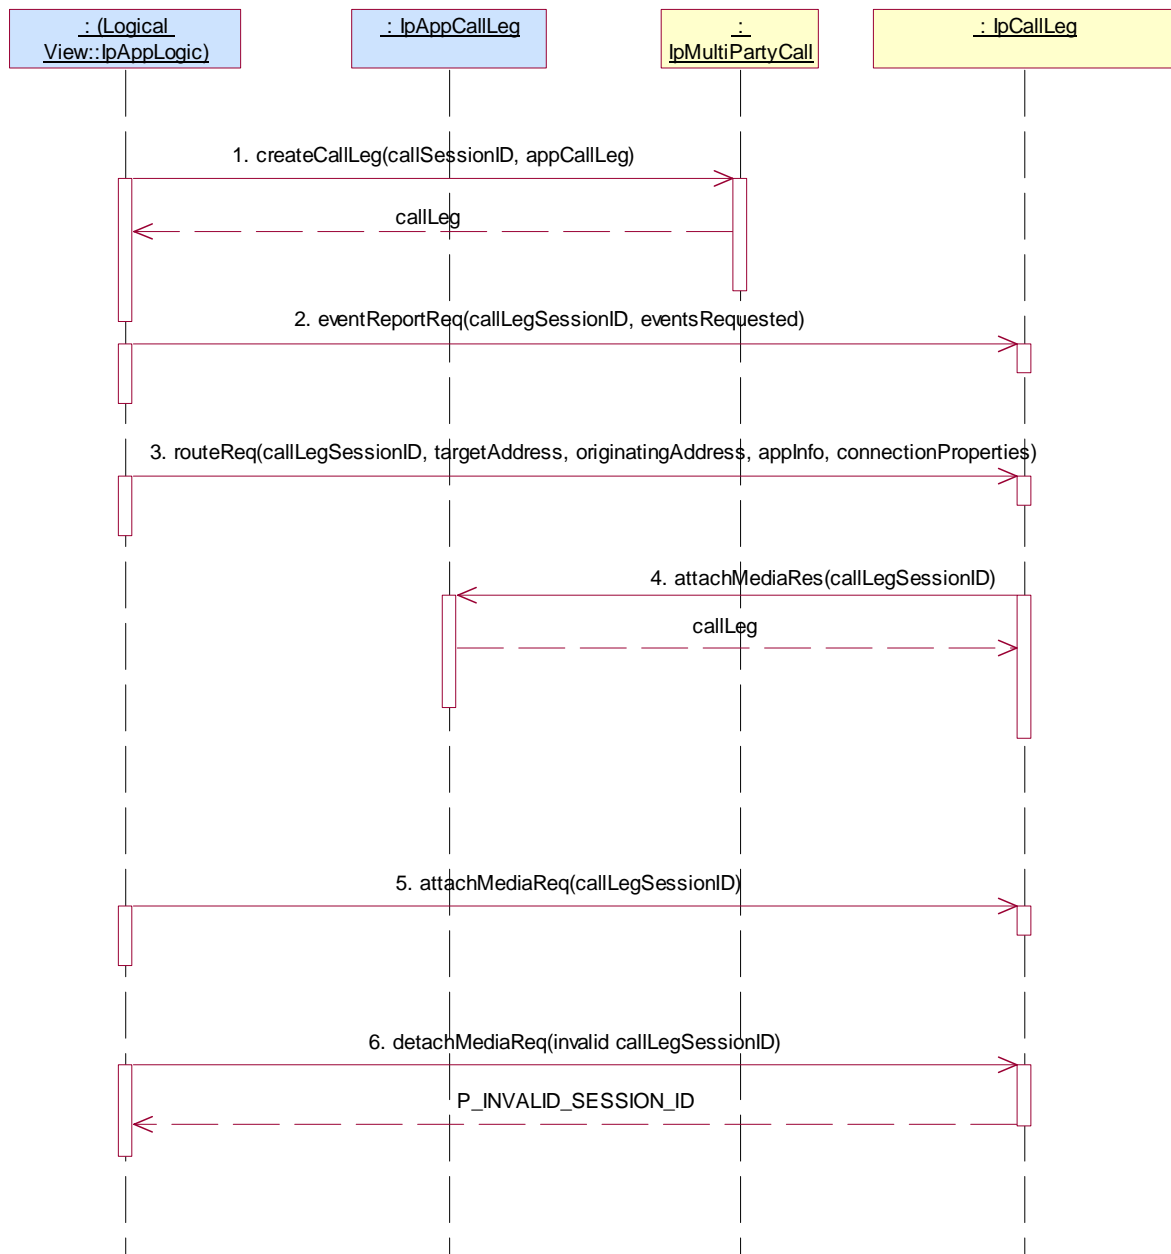 : (Logical
View::IpAppLogic)
: IpAppCallLeg
:
IpMultiPartyCall
: IpCallLeg
1. createCallLeg(callSessionID, appCallLeg)
callLeg
2. eventReportReq(callLegSessionID, eventsRequested)
3. routeReq(callLegSessionID, targetAddress, originatingAddress, appInfo, connectionProperties)
4. attachMediaRes(callLegSessionID)
callLeg
5. attachMediaReq(callLegSessionID)
6. detachMediaReq(invalid callLegSessionID)
P_INVALID_SESSION_ID